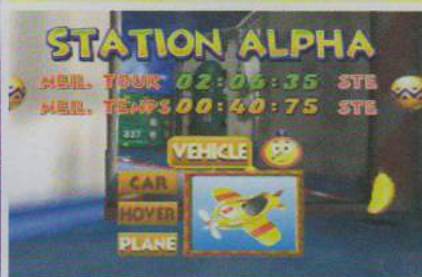 STATION ALPHA
MEIL. TOUR 02:06:35 STE
MEIL. TEMPS 00:40:75 STE
VEHICLE
CAR
HOVER
PLANE